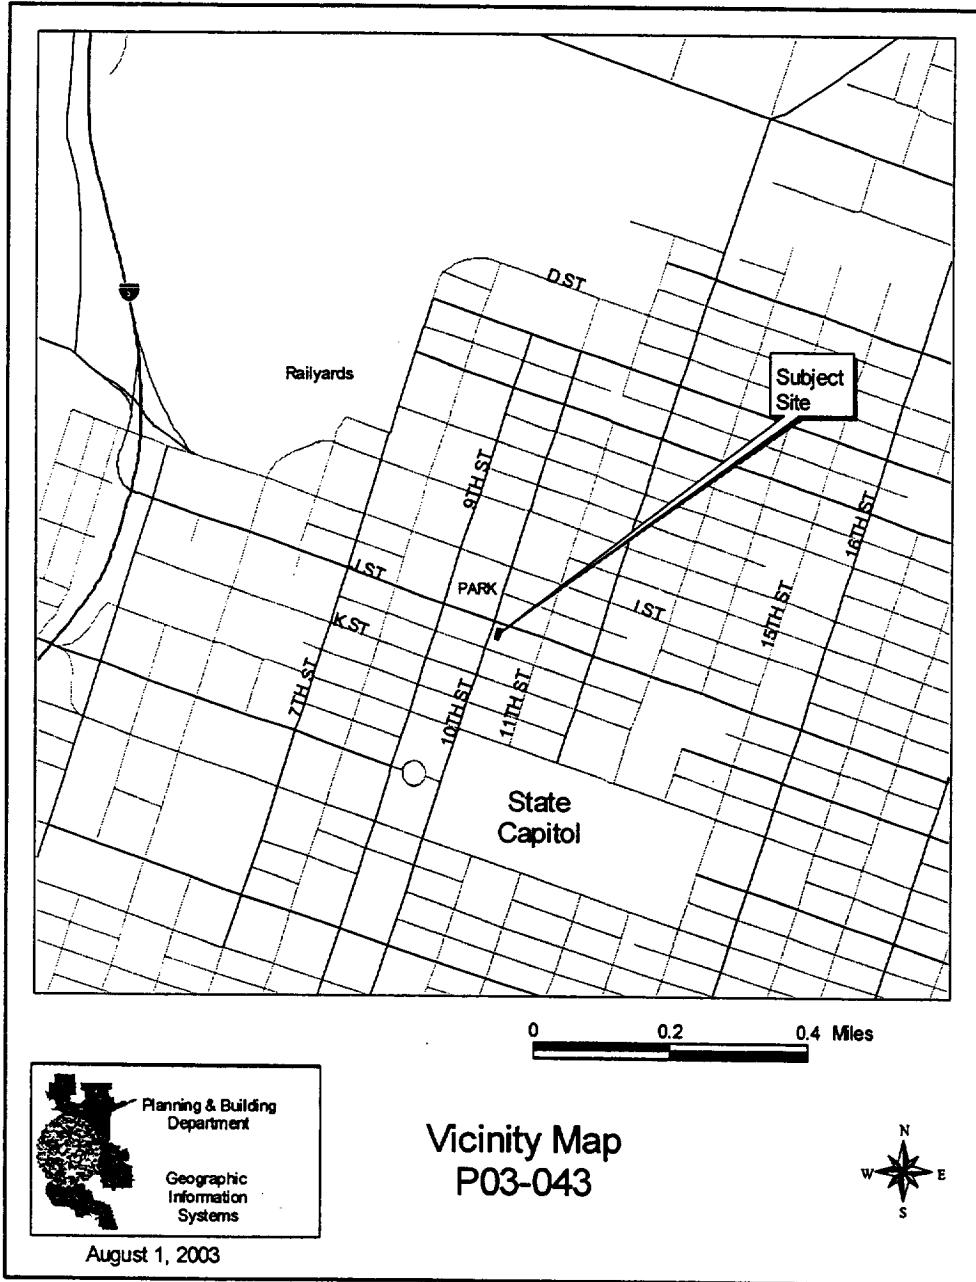 5
D ST
Railyards
Subject
Site
9TH ST
16TH ST
J ST
PARK
I ST
15TH ST
K ST
7TH ST
10TH ST
11TH ST
State
Capitol
0 0.2 0.4 Miles
Planning & Building
Department
Geographic
Information
Systems
August 1, 2003
Vicinity Map
P03-043
N
W E
S